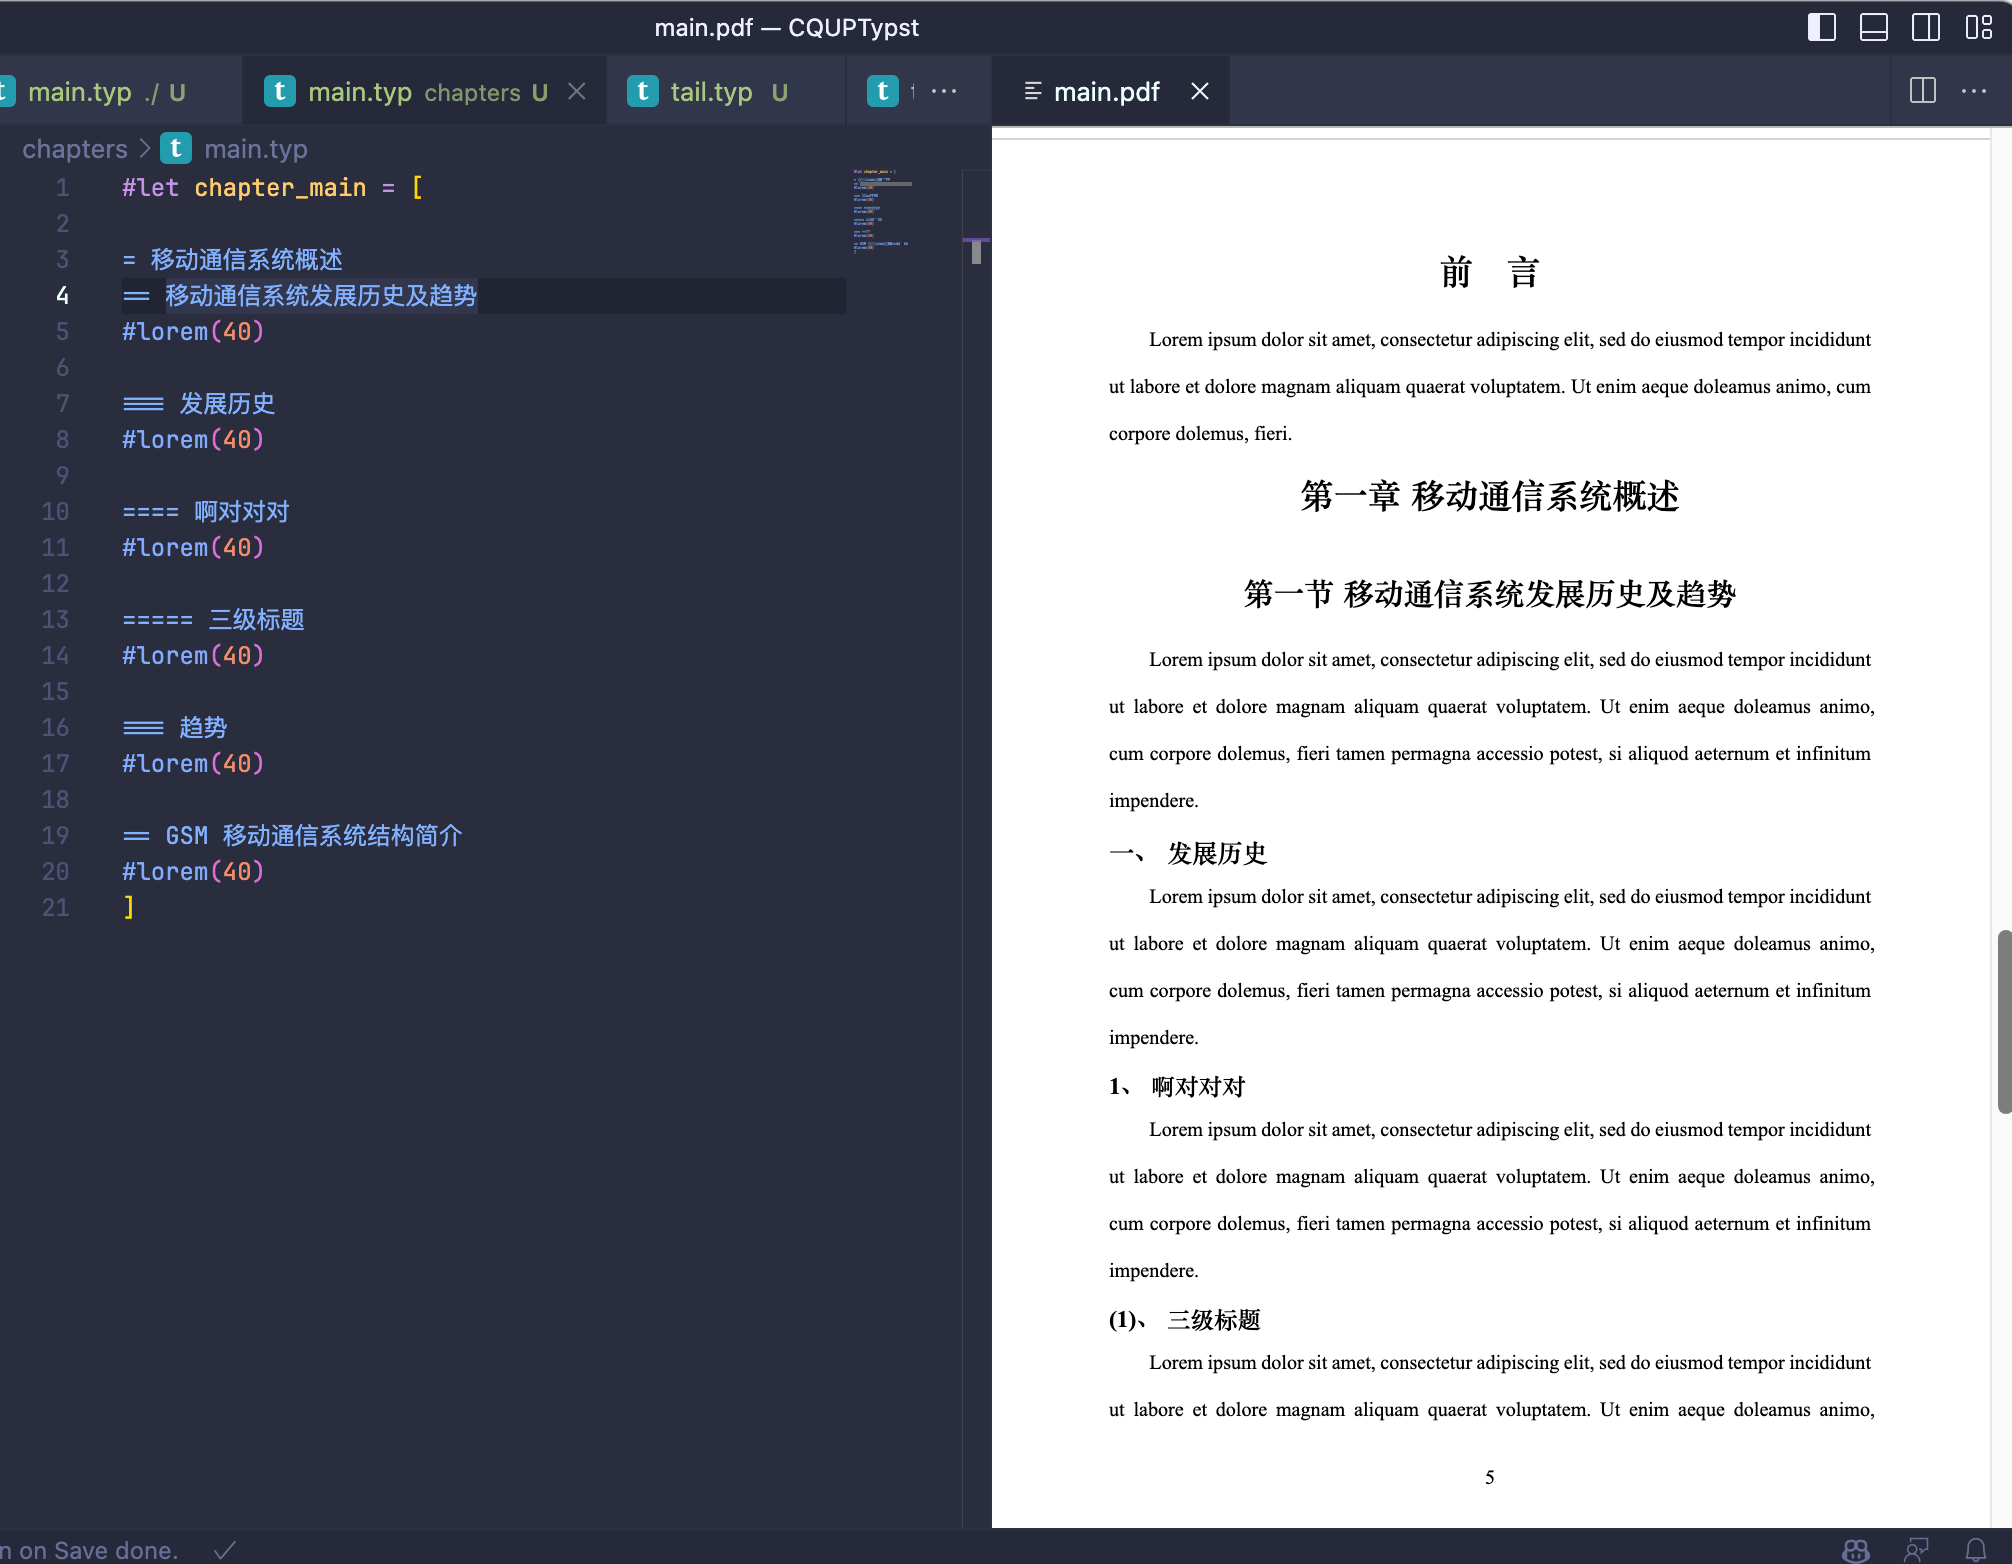 main.pdf — CQUPTypst
main.typ ./ U
main.typ chapters U
tail.typ U
main.pdf
chapters > main.typ
1 #let chapter_main = [
2
3 = 移动通信系统概述
4 == 移动通信系统发展历史及趋势
5 #lorem(40)
6
7 === 发展历史
8 #lorem(40)
9
10 ==== 啊对对对
11 #lorem(40)
12
13 ===== 三级标题
14 #lorem(40)
15
16 === 趋势
17 #lorem(40)
18
19 == GSM 移动通信系统结构简介
20 #lorem(40)
21 ]
前 言
Lorem ipsum dolor sit amet, consectetur adipiscing elit, sed do eiusmod tempor incididunt
ut labore et dolore magnam aliquam quaerat voluptatem. Ut enim aeque doleamus animo, cum
corpore dolemus, fieri.
第一章 移动通信系统概述
第一节 移动通信系统发展历史及趋势
Lorem ipsum dolor sit amet, consectetur adipiscing elit, sed do eiusmod tempor incididunt
ut labore et dolore magnam aliquam quaerat voluptatem. Ut enim aeque doleamus animo,
cum corpore dolemus, fieri tamen permagna accessio potest, si aliquod aeternum et infinitum
impendere.
一、 发展历史
Lorem ipsum dolor sit amet, consectetur adipiscing elit, sed do eiusmod tempor incididunt
ut labore et dolore magnam aliquam quaerat voluptatem. Ut enim aeque doleamus animo,
cum corpore dolemus, fieri tamen permagna accessio potest, si aliquod aeternum et infinitum
impendere.
1、 啊对对对
Lorem ipsum dolor sit amet, consectetur adipiscing elit, sed do eiusmod tempor incididunt
ut labore et dolore magnam aliquam quaerat voluptatem. Ut enim aeque doleamus animo,
cum corpore dolemus, fieri tamen permagna accessio potest, si aliquod aeternum et infinitum
impendere.
(1)、 三级标题
Lorem ipsum dolor sit amet, consectetur adipiscing elit, sed do eiusmod tempor incididunt
ut labore et dolore magnam aliquam quaerat voluptatem. Ut enim aeque doleamus animo,
5
n on Save done.